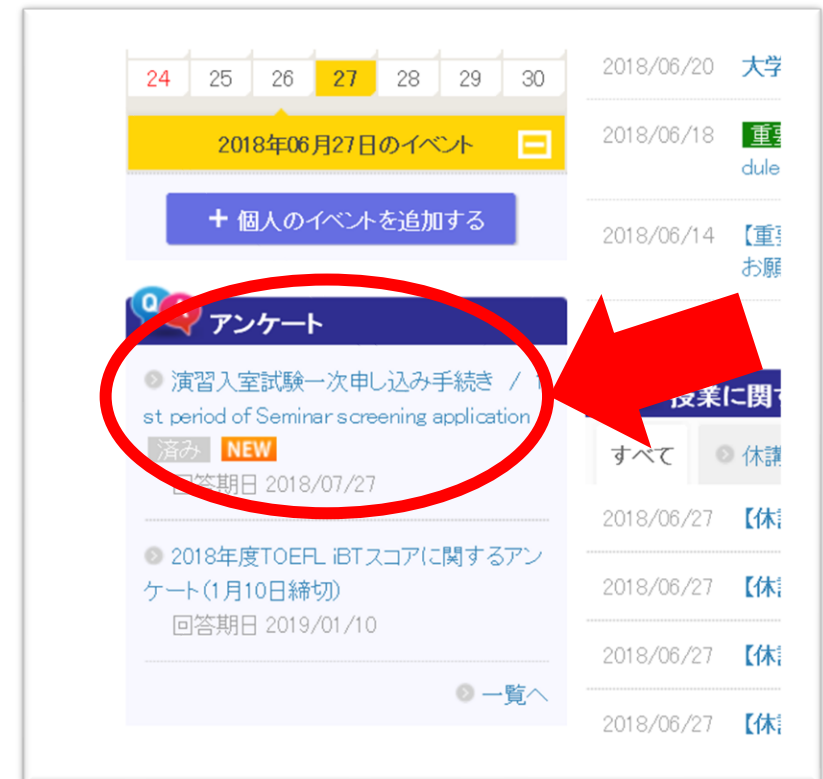 24 25 26 27 28 29 30
2018年06月27日のイベント
+ 個人のイベントを追加する
Q A アンケート
演習入室試験一次申し込み手続き / 1
st period of Seminar screening application
済み NEW
回答期日 2018/07/27
2018年度TOEFL iBTスコアに関するアン
ケート(1月10日締切)
回答期日 2019/01/10
一覧へ
2018/06/20 大学
2018/06/18 重要
dule
2018/06/14 【重要
お願
授業に関す
すべて 休講
2018/06/27 【休講
2018/06/27 【休講
2018/06/27 【休講
2018/06/27 【休講